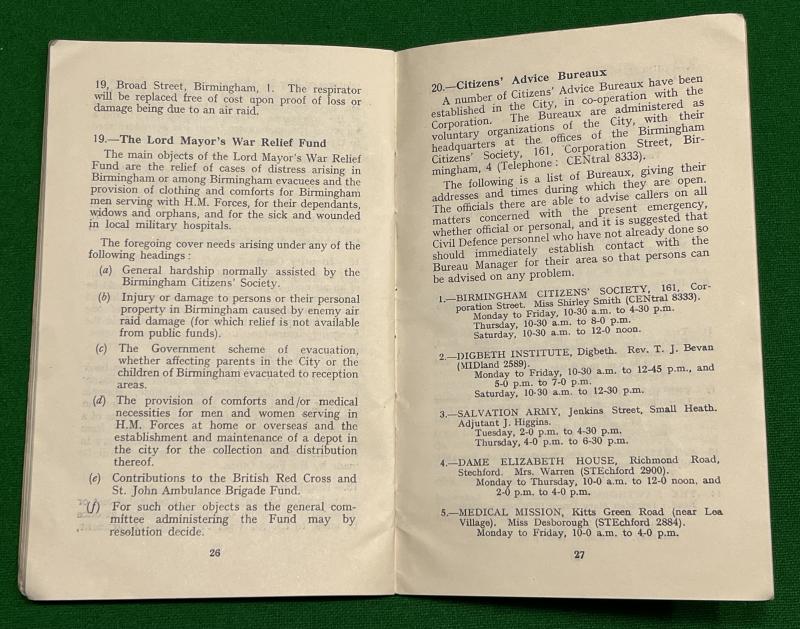 19, Broad Street, Birmingham, 1. The respirator
will be replaced free of cost upon proof of loss or
damage being due to an air raid.
19.—The Lord Mayor's War Relief Fund
The main objects of the Lord Mayor's War Relief
Fund are the relief of cases of distress arising in
Birmingham or among Birmingham evacuees and the
provision of clothing and comforts for Birmingham
men serving with H.M. Forces, for their dependants,
widows and orphans, and for the sick and wounded
in local military hospitals.
The foregoing cover needs arising under any of the
following headings :
(a) General hardship normally assisted by the
Birmingham Citizens' Society.
(b) Injury or damage to persons or their personal
property in Birmingham caused by enemy air
raid damage (for which relief is not available
from public funds).
(c) The Government scheme of evacuation,
whether affecting parents in the City or the
children of Birmingham evacuated to reception
areas.
(d) The provision of comforts and/or medical
necessities for men and women serving in
H.M. Forces at home or overseas and the
establishment and maintenance of a depot in
the city for the collection and distribution
thereof.
(e) Contributions to the British Red Cross and
St. John Ambulance Brigade Fund.
(f) For such other objects as the general com-
mittee administering the Fund may by
resolution decide.
26
20.—Citizens' Advice Bureaux
A number of Citizens' Advice Bureaux have been
established in the City, in co-operation with the
Corporation. The Bureaux are administered as
voluntary organizations of the City, with their
headquarters at the offices of the Birmingham
Citizens' Society, 161, Corporation Street, Bir-
mingham, 4 (Telephone : CENtral 8333).
The following is a list of Bureaux, giving their
addresses and times during which they are open.
The officials there are able to advise callers on all
matters concerned with the present emergency,
whether official or personal, and it is suggested that
Civil Defence personnel who have not already done so
should immediately establish contact with the
Bureau Manager for their area so that persons can
be advised on any problem.
1.—BIRMINGHAM CITIZENS' SOCIETY, 161, Cor-
poration Street. Miss Shirley Smith (CENtral 8333).
Monday to Friday, 10-30 a.m. to 4-30 p.m.
Thursday, 10-30 a.m. to 8-0 p.m.
Saturday, 10-30 a.m. to 12-0 noon.
2.—DIGBETH INSTITUTE, Digbeth. Rev. T. J. Bevan
(MIDland 2589).
Monday to Friday, 10-30 a.m. to 12-45 p.m., and
5-0 p.m. to 7-0 p.m.
Saturday, 10-30 a.m. to 12-30 p.m.
3.—SALVATION ARMY, Jenkins Street, Small Heath.
Adjutant J. Higgins.
Tuesday, 2-0 p.m. to 4-30 p.m.
Thursday, 4-0 p.m. to 6-30 p.m.
4.—DAME ELIZABETH HOUSE, Richmond Road,
Stechford. Mrs. Warren (STEchford 2900).
Monday to Thursday, 10-0 a.m. to 12-0 noon, and
2-0 p.m. to 4-0 p.m.
5.—MEDICAL MISSION, Kitts Green Road (near Lea
Village). Miss Desborough (STEchford 2884).
Monday to Friday, 10-0 a.m. to 4-0 p.m.
27